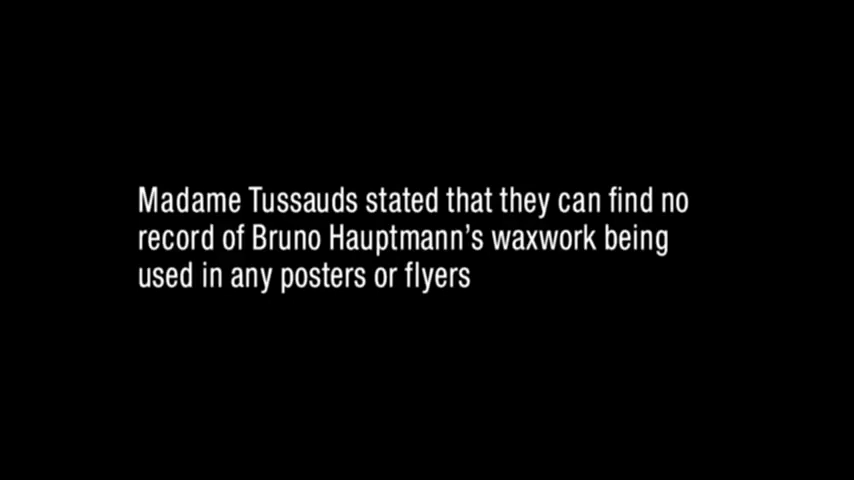 Madame Tussauds stated that they can find no
record of Bruno Hauptmann’s waxwork being
used in any posters or flyers